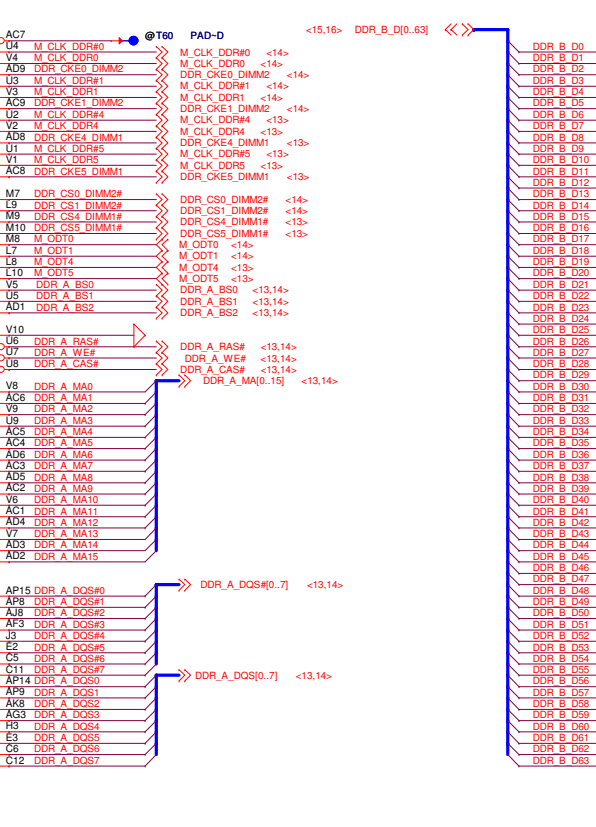 <15,16> DDR_B_D[0..63]
AC7 @T60 PAD~D
U4 M_CLK_DDR#0 M_CLK_DDR#0 <14>
V4 M_CLK_DDR0 M_CLK_DDR0 <14>
AD9 DDR_CKE0_DIMM2 DDR_CKE0_DIMM2 <14>
U3 M_CLK_DDR#1 M_CLK_DDR#1 <14>
V3 M_CLK_DDR1 M_CLK_DDR1 <14>
AC9 DDR_CKE1_DIMM2 DDR_CKE1_DIMM2 <14>
U2 M_CLK_DDR#4 M_CLK_DDR#4 <13>
V2 M_CLK_DDR4 M_CLK_DDR4 <13>
AD8 DDR_CKE4_DIMM1 DDR_CKE4_DIMM1 <13>
U1 M_CLK_DDR#5 M_CLK_DDR#5 <13>
V1 M_CLK_DDR5 M_CLK_DDR5 <13>
AC8 DDR_CKE5_DIMM1 DDR_CKE5_DIMM1 <13>
M7 DDR_CS0_DIMM2# DDR_CS0_DIMM2# <14>
L9 DDR_CS1_DIMM2# DDR_CS1_DIMM2# <14>
M9 DDR_CS4_DIMM1# DDR_CS4_DIMM1# <13>
M10 DDR_CS5_DIMM1# DDR_CS5_DIMM1# <13>
M8 M_ODT0 M_ODT0 <14>
L7 M_ODT1 M_ODT1 <14>
L8 M_ODT4 M_ODT4 <13>
L10 M_ODT5 M_ODT5 <13>
V5 DDR_A_BS0 DDR_A_BS0 <13,14>
U5 DDR_A_BS1 DDR_A_BS1 <13,14>
AD1 DDR_A_BS2 DDR_A_BS2 <13,14>
V10
U6 DDR_A_RAS# DDR_A_RAS# <13,14>
U7 DDR_A_WE# DDR_A_WE# <13,14>
U8 DDR_A_CAS# DDR_A_CAS# <13,14>
DDR_A_MA[0..15] <13,14>
V8 DDR_A_MA0
AC6 DDR_A_MA1
V9 DDR_A_MA2
U9 DDR_A_MA3
AC5 DDR_A_MA4
AC4 DDR_A_MA5
AD6 DDR_A_MA6
AC3 DDR_A_MA7
AD5 DDR_A_MA8
AC2 DDR_A_MA9
V6 DDR_A_MA10
AC1 DDR_A_MA11
AD4 DDR_A_MA12
V7 DDR_A_MA13
AD3 DDR_A_MA14
AD2 DDR_A_MA15
DDR_A_DQS#[0..7] <13,14>
AP15 DDR_A_DQS#0
AP8 DDR_A_DQS#1
AJ8 DDR_A_DQS#2
AF3 DDR_A_DQS#3
J3 DDR_A_DQS#4
E2 DDR_A_DQS#5
C5 DDR_A_DQS#6
C11 DDR_A_DQS#7
DDR_A_DQS[0..7] <13,14>
AP14 DDR_A_DQS0
AP9 DDR_A_DQS1
AK8 DDR_A_DQS2
AG3 DDR_A_DQS3
H3 DDR_A_DQS4
E3 DDR_A_DQS5
C6 DDR_A_DQS6
C12 DDR_A_DQS7
DDR_B_D0
DDR_B_D1
DDR_B_D2
DDR_B_D3
DDR_B_D4
DDR_B_D5
DDR_B_D6
DDR_B_D7
DDR_B_D8
DDR_B_D9
DDR_B_D10
DDR_B_D11
DDR_B_D12
DDR_B_D13
DDR_B_D14
DDR_B_D15
DDR_B_D16
DDR_B_D17
DDR_B_D18
DDR_B_D19
DDR_B_D20
DDR_B_D21
DDR_B_D22
DDR_B_D23
DDR_B_D24
DDR_B_D25
DDR_B_D26
DDR_B_D27
DDR_B_D28
DDR_B_D29
DDR_B_D30
DDR_B_D31
DDR_B_D32
DDR_B_D33
DDR_B_D34
DDR_B_D35
DDR_B_D36
DDR_B_D37
DDR_B_D38
DDR_B_D39
DDR_B_D40
DDR_B_D41
DDR_B_D42
DDR_B_D43
DDR_B_D44
DDR_B_D45
DDR_B_D46
DDR_B_D47
DDR_B_D48
DDR_B_D49
DDR_B_D50
DDR_B_D51
DDR_B_D52
DDR_B_D53
DDR_B_D54
DDR_B_D55
DDR_B_D56
DDR_B_D57
DDR_B_D58
DDR_B_D59
DDR_B_D60
DDR_B_D61
DDR_B_D62
DDR_B_D63